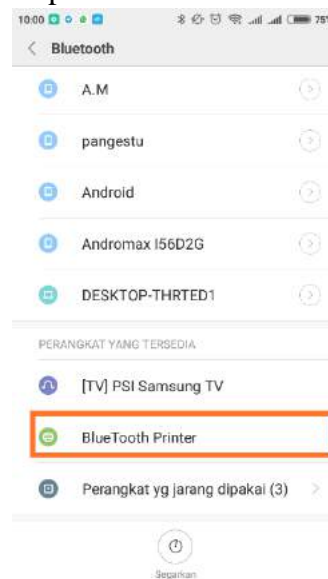 10:00 75%
Bluetooth
A.M
pangestu
Android
Andromax I56D2G
DESKTOP-THRTED1
PERANGKAT YANG TERSEDIA
[TV] PSI Samsung TV
BlueTooth Printer
Perangkat yg jarang dipakai (3)
Segarkan